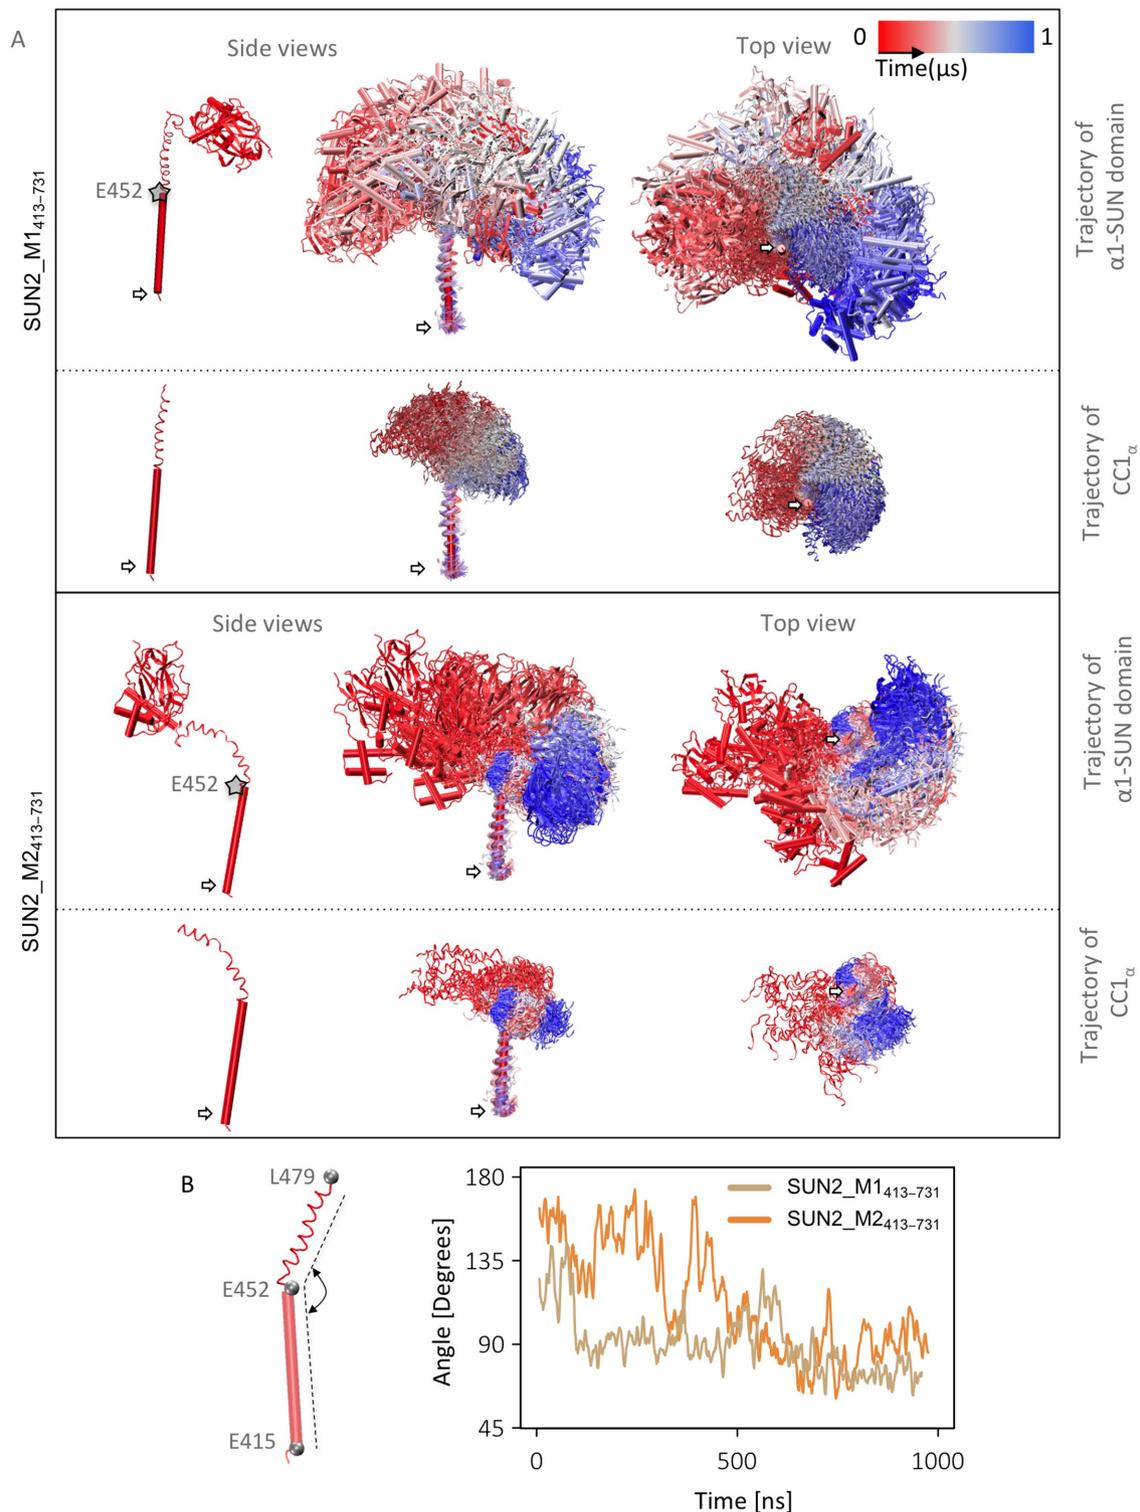 A
Side views
Top view
0
1
Time(µs)
E452
SUN2_M1413–731
Trajectory of
α1-SUN domain
Trajectory of
CC1α
Side views
Top view
E452
SUN2_M2413–731
Trajectory of
α1-SUN domain
Trajectory of
CC1α
B
L479
E452
E415
Angle [Degrees]
180
135
90
45
SUN2_M1413–731
SUN2_M2413–731
0
500
1000
Time [ns]